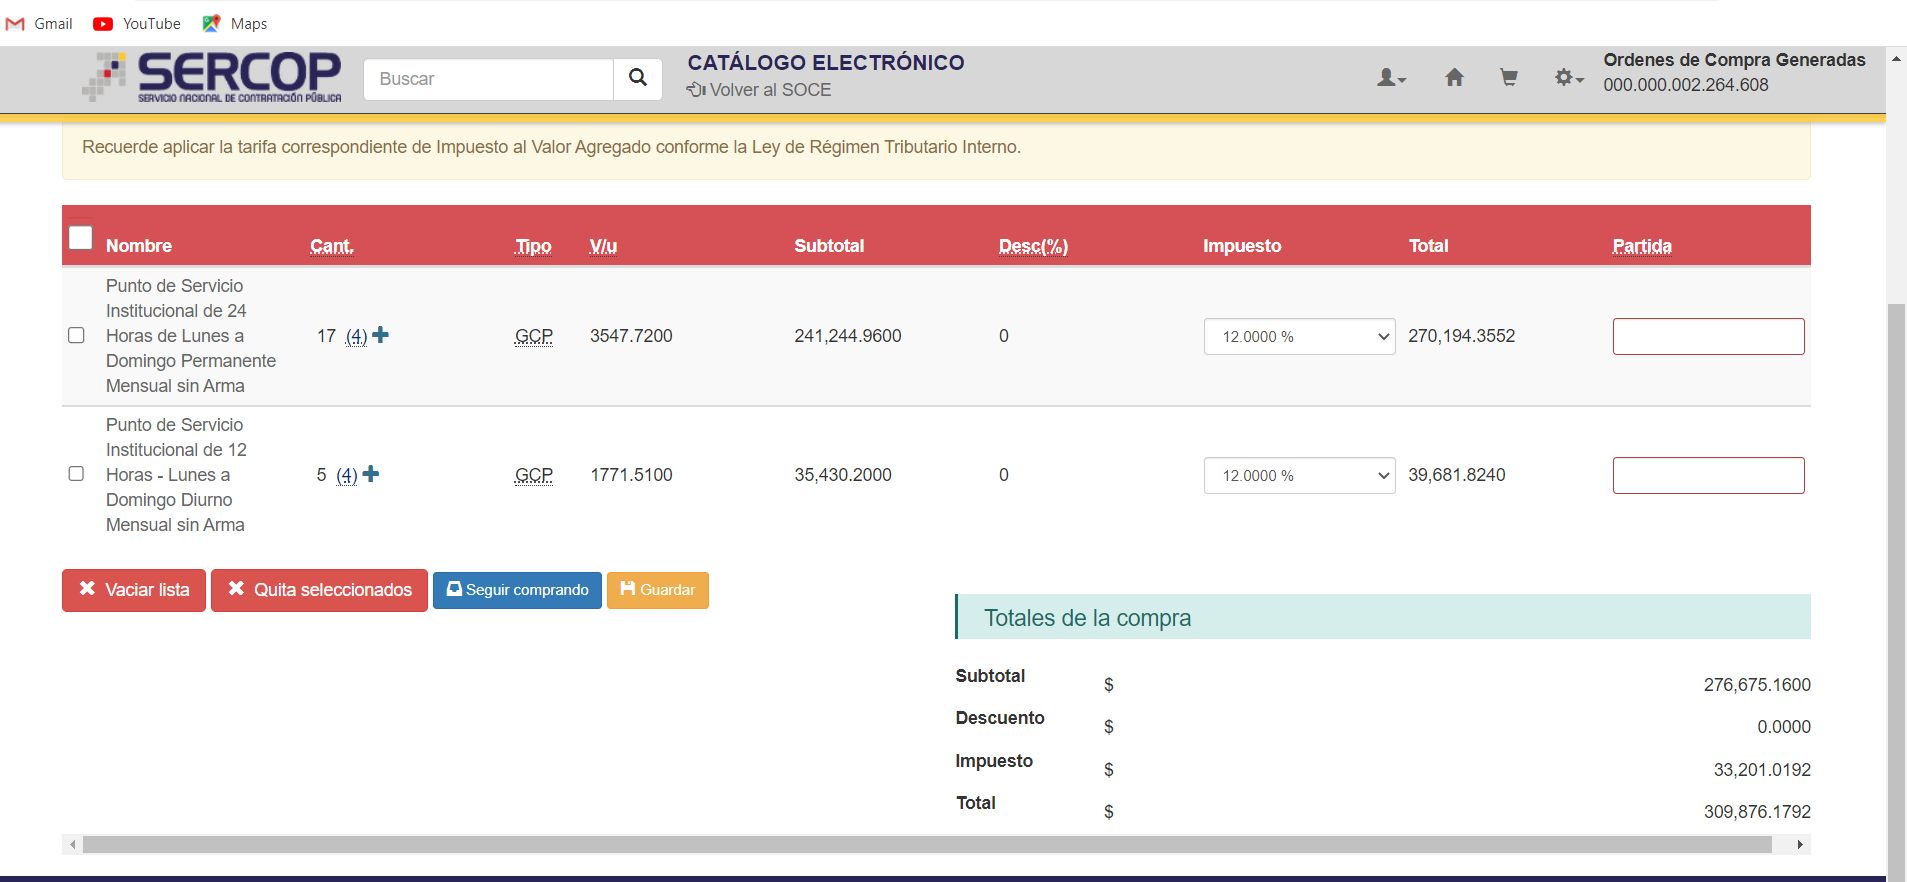 Gmail YouTube Maps
SERCOP
SERVICIO NACIONAL DE CONTRATACIÓN PÚBLICA
Buscar
CATÁLOGO ELECTRÓNICO
Volver al SOCE
Ordenes de Compra Generadas
000.000.002.264.608
Recuerde aplicar la tarifa correspondiente de Impuesto al Valor Agregado conforme la Ley de Régimen Tributario Interno.
Nombre Cant. Tipo V/u Subtotal Desc(%) Impuesto Total Partida
Punto de Servicio
Institucional de 24
Horas de Lunes a
Domingo Permanente
Mensual sin Arma
17 (4) GCP 3547.7200 241,244.9600 0 12.0000 % 270,194.3552
Punto de Servicio
Institucional de 12
Horas - Lunes a
Domingo Diurno
Mensual sin Arma
5 (4) GCP 1771.5100 35,430.2000 0 12.0000 % 39,681.8240
Vaciar lista Quita seleccionados Seguir comprando Guardar
Totales de la compra
Subtotal $ 276,675.1600
Descuento $ 0.0000
Impuesto $ 33,201.0192
Total $ 309,876.1792